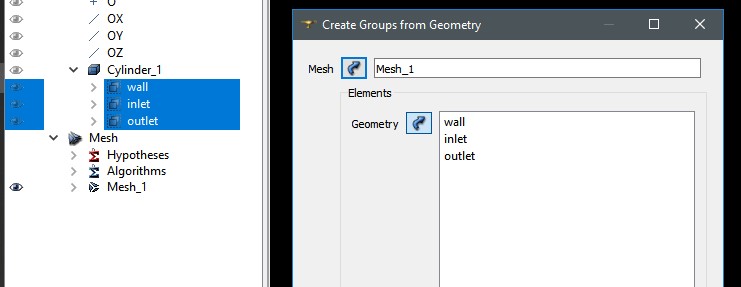 O
OX
OY
OZ
Cylinder_1
wall
inlet
outlet
Mesh
Hypotheses
Algorithms
Mesh_1
Create Groups from Geometry
Mesh
Mesh_1
Elements
Geometry
wall
inlet
outlet